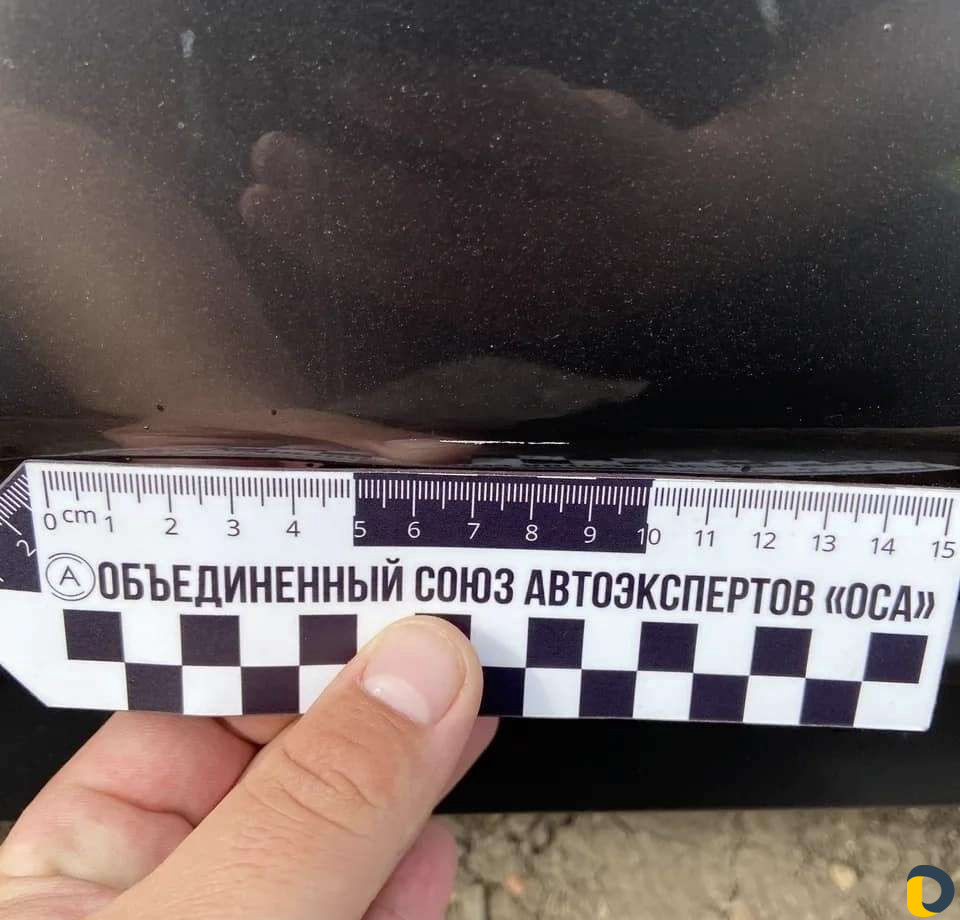 0 cm 1 2 3 4 5 6 7 8 9 10 11 12 13 14 15
2
А ОБЪЕДИНЕННЫЙ СОЮЗ АВТОЭКСПЕРТОВ «ОСА»